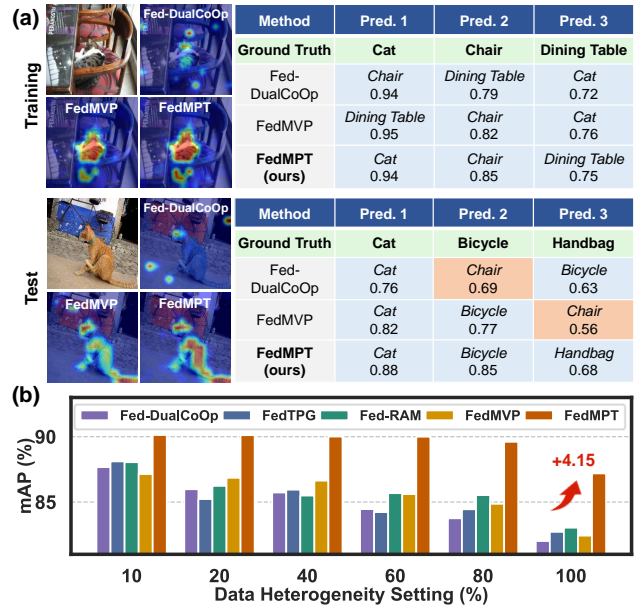 (a)
Training
Fed-DualCoOp
FedMVP
FedMPT
Method Pred. 1 Pred. 2 Pred. 3
Ground Truth Cat Chair Dining Table
Fed-
DualCoOp
Chair Dining Table Cat
0.94 0.79 0.72
FedMVP
Dining Table Chair Cat
0.95 0.82 0.76
FedMPT
(ours)
Cat Chair Dining Table
0.94 0.85 0.75
Test
Fed-DualCoOp
FedMVP
FedMPT
Method Pred. 1 Pred. 2 Pred. 3
Ground Truth Cat Bicycle Handbag
Fed-
DualCoOp
Cat Chair Bicycle
0.76 0.69 0.63
FedMVP
Cat Bicycle Chair
0.82 0.77 0.56
FedMPT
(ours)
Cat Bicycle Handbag
0.88 0.85 0.68
(b)
Fed-DualCoOp FedTPG Fed-RAM FedMVP FedMPT
mAP (%)
90
85
+4.15
10 20 40 60 80 100
Data Heterogeneity Setting (%)